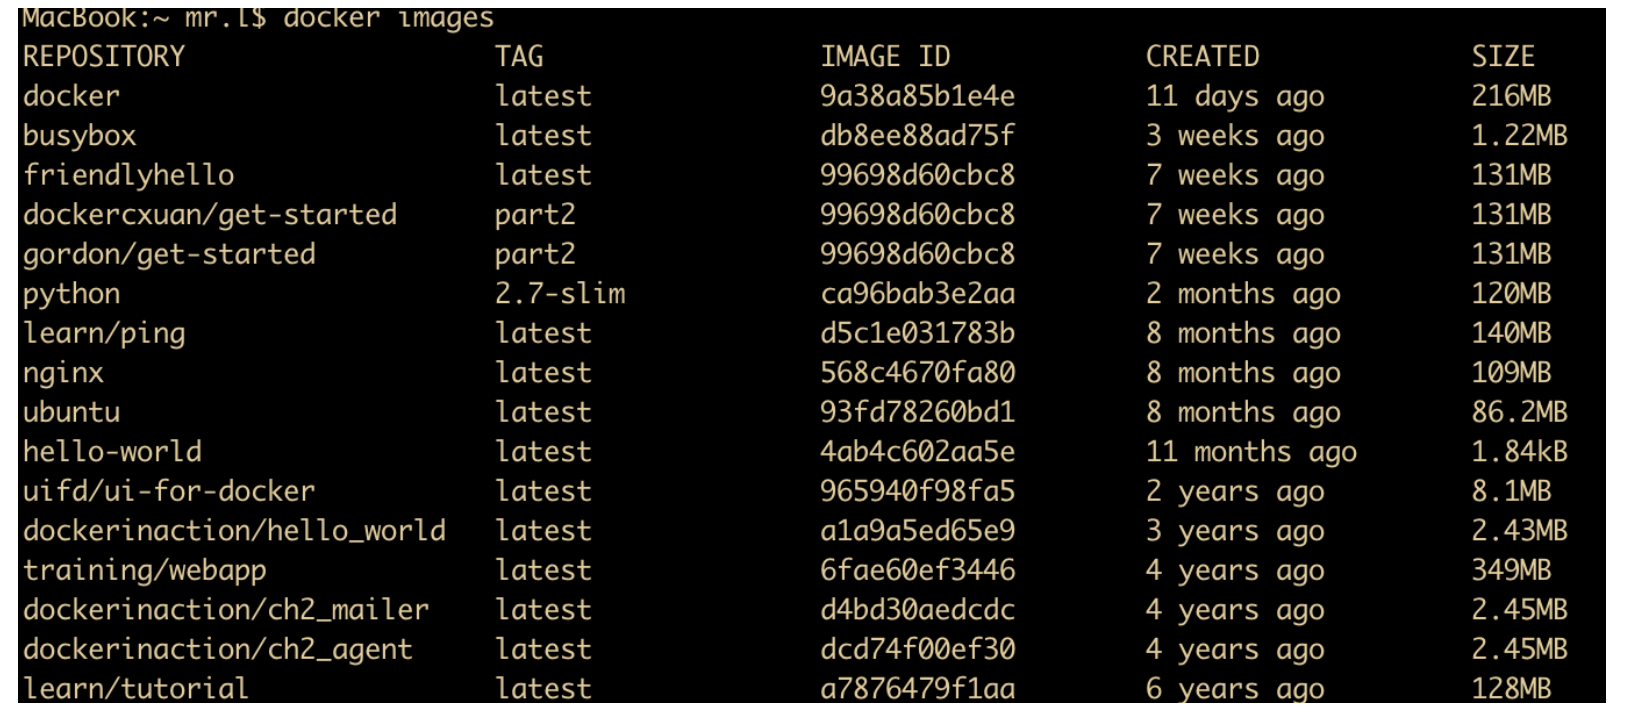 MacBook:~ mr.l$ docker images
REPOSITORY TAG IMAGE ID CREATED SIZE
docker latest 9a38a85b1e4e 11 days ago 216MB
busybox latest db8ee88ad75f 3 weeks ago 1.22MB
friendlyhello latest 99698d60cbc8 7 weeks ago 131MB
dockercxuan/get-started part2 99698d60cbc8 7 weeks ago 131MB
gordon/get-started part2 99698d60cbc8 7 weeks ago 131MB
python 2.7-slim ca96bab3e2aa 2 months ago 120MB
learn/ping latest d5c1e031783b 8 months ago 140MB
nginx latest 568c4670fa80 8 months ago 109MB
ubuntu latest 93fd78260bd1 8 months ago 86.2MB
hello-world latest 4ab4c602aa5e 11 months ago 1.84kB
uifd/ui-for-docker latest 965940f98fa5 2 years ago 8.1MB
dockerinaction/hello_world latest a1a9a5ed65e9 3 years ago 2.43MB
training/webapp latest 6fae60ef3446 4 years ago 349MB
dockerinaction/ch2_mailer latest d4bd30aedcdc 4 years ago 2.45MB
dockerinaction/ch2_agent latest dcd74f00ef30 4 years ago 2.45MB
learn/tutorial latest a7876479f1aa 6 years ago 128MB